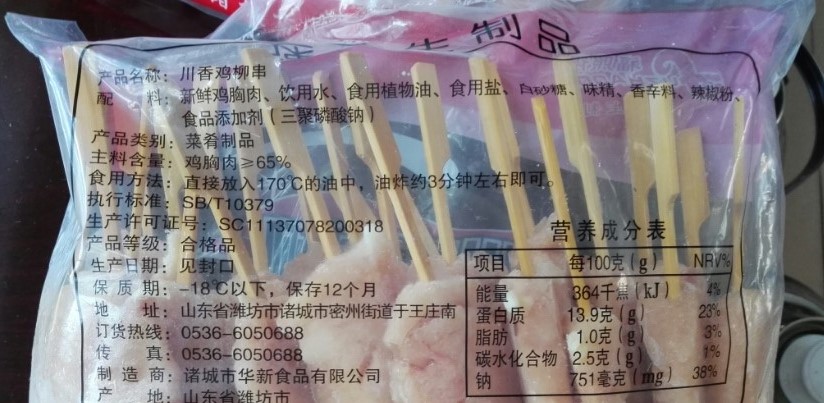 制品
产品名称：川香鸡柳串
配 料：新鲜鸡胸肉、饮用水、食用植物油、食用盐、白砂糖、味精、香辛料、辣椒粉、
食品添加剂（三聚磷酸钠）
产品类别：菜肴制品
主料含量：鸡胸肉≥65%
食用方法：直接放入170℃的油中，油炸约3分钟左右即可。
执行标准：SB/T10379
生产许可证号：SC11137078200318
产品等级：合格品
生产日期：见封口
保 质 期：-18℃以下，保存12个月
地 址：山东省潍坊市诸城市密州街道于王庄南
订货热线：0536-6050688
传 真：0536-6050688
制 造 商：诸城市华新食品有限公司
产 地：山东省潍坊市
营养成分表
项目 每100克（g） NRV%
能量 364千焦（kJ） 4%
蛋白质 13.9克（g） 23%
脂肪 1.0克（g） 3%
碳水化合物 2.5克（g） 1%
钠 751毫克（mg） 38%